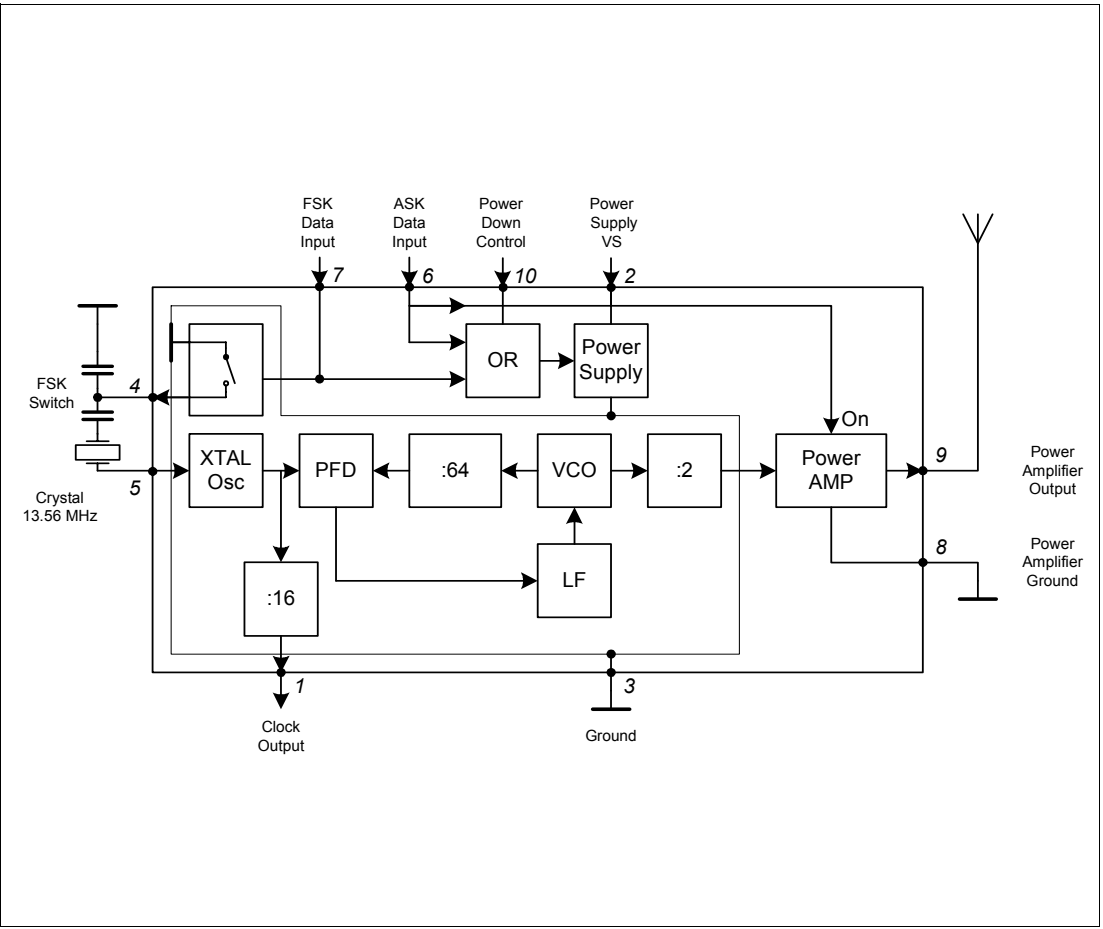 FSK
Data
Input
ASK
Data
Input
Power
Down
Control
Power
Supply
VS
7
6
10
2
OR
Power
Supply
FSK
Switch
4
On
XTAL
Osc
PFD
:64
VCO
:2
Power
AMP
9
Power
Amplifier
Output
5
Crystal
13.56 MHz
:16
LF
8
Power
Amplifier
Ground
1
3
Clock
Output
Ground